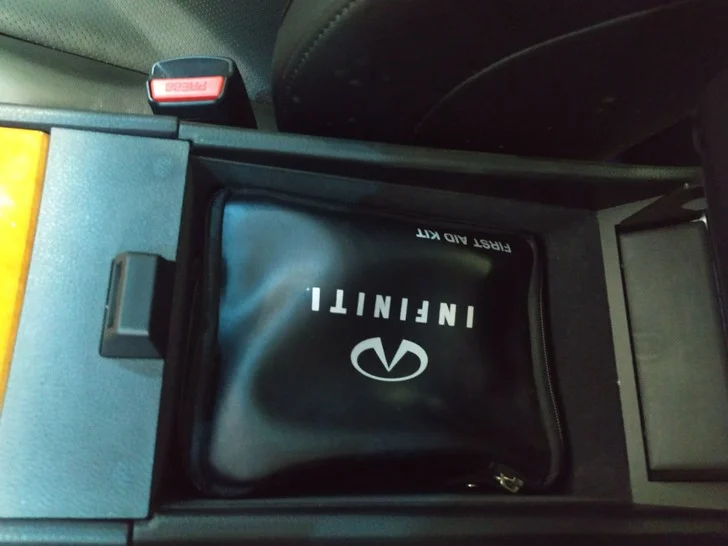 PRESS
INFINITI
FIRST AID KIT